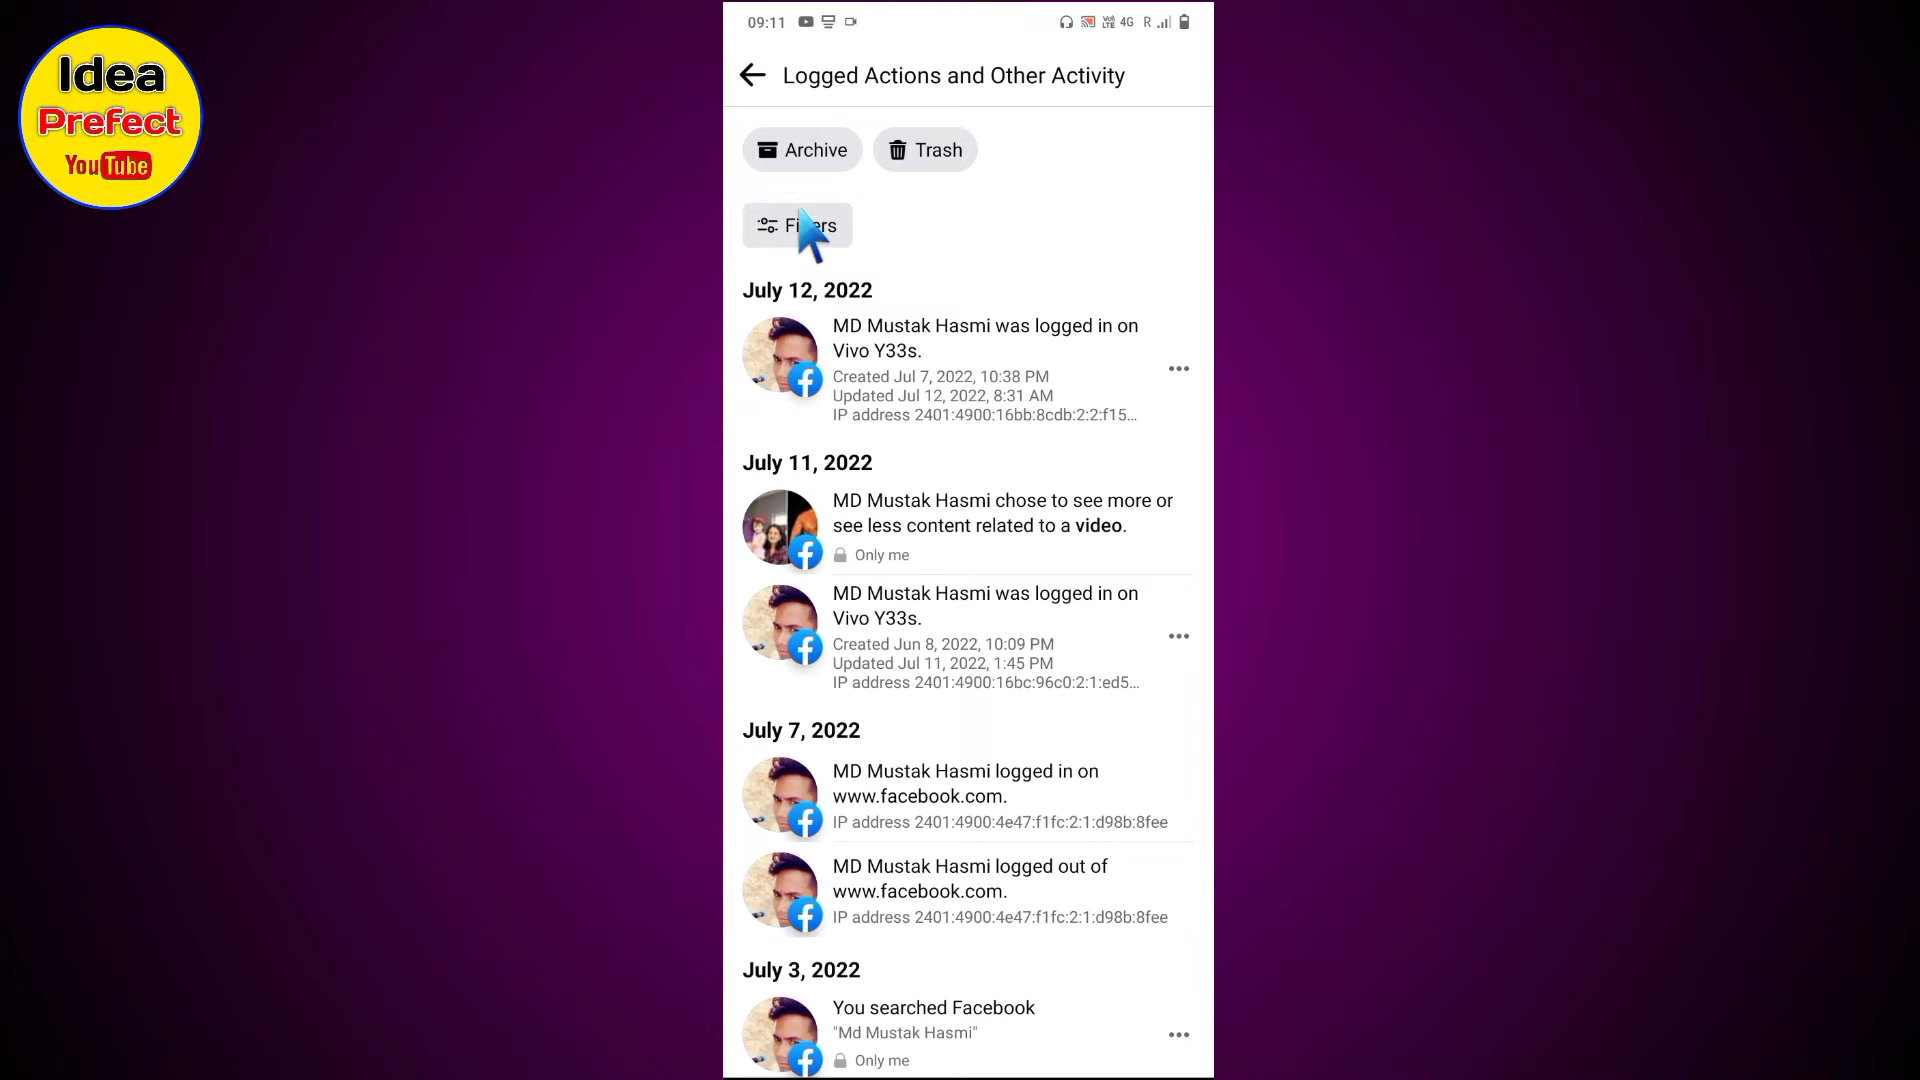 Idea
Prefect
YouTube
09:11
4G R
Logged Actions and Other Activity
Archive
Trash
Filters
July 12, 2022
MD Mustak Hasmi was logged in on
Vivo Y33s.
Created Jul 7, 2022, 10:38 PM
Updated Jul 12, 2022, 8:31 AM
IP address 2401:4900:16bb:8cdb:2:2:f15...
July 11, 2022
MD Mustak Hasmi chose to see more or
see less content related to a video.
Only me
MD Mustak Hasmi was logged in on
Vivo Y33s.
Created Jun 8, 2022, 10:09 PM
Updated Jul 11, 2022, 1:45 PM
IP address 2401:4900:16bc:96c0:2:1:ed5...
July 7, 2022
MD Mustak Hasmi logged in on
www.facebook.com.
IP address 2401:4900:4e47:f1fc:2:1:d98b:8fee
MD Mustak Hasmi logged out of
www.facebook.com.
IP address 2401:4900:4e47:f1fc:2:1:d98b:8fee
July 3, 2022
You searched Facebook
"Md Mustak Hasmi"
Only me